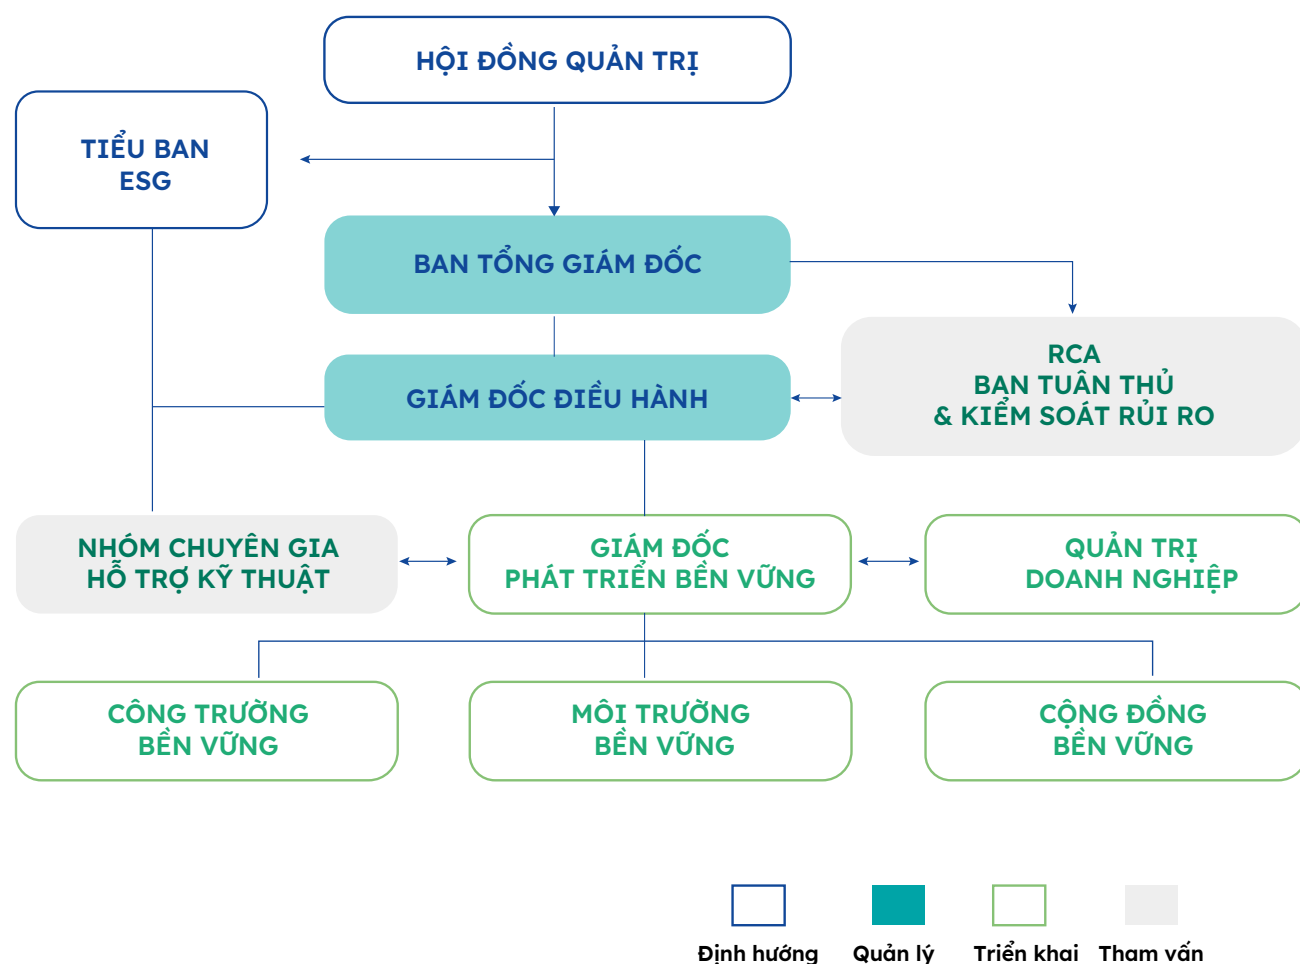 HỘI ĐỒNG QUẢN TRỊ
TIỂU BAN
ESG
BAN TỔNG GIÁM ĐỐC
RCA
BAN TUÂN THỦ
& KIỂM SOÁT RỦI RO
GIÁM ĐỐC ĐIỀU HÀNH
NHÓM CHUYÊN GIA
HỖ TRỢ KỸ THUẬT
GIÁM ĐỐC
PHÁT TRIỂN BỀN VỮNG
QUẢN TRỊ
DOANH NGHIỆP
CÔNG TRƯỜNG
BỀN VỮNG
MÔI TRƯỜNG
BỀN VỮNG
CỘNG ĐỒNG
BỀN VỮNG
Định hướng
Quản lý
Triển khai
Tham vấn